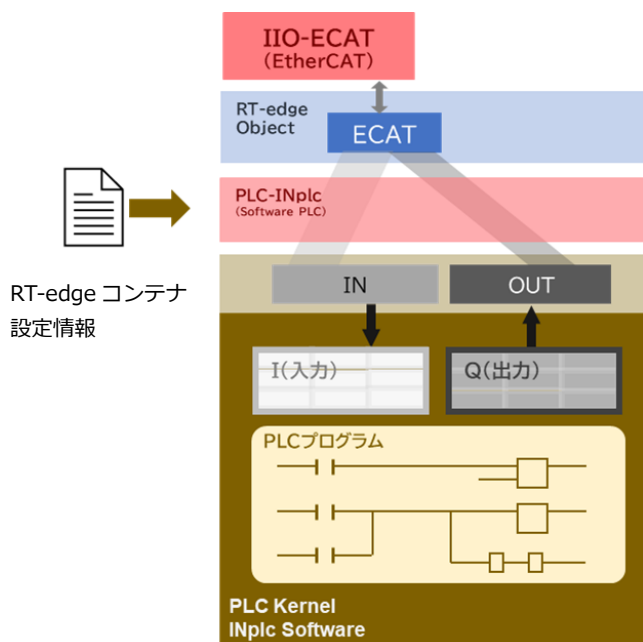 IIO-ECAT
(EtherCAT)
RT-edge
Object
ECAT
PLC-INplc
(Software PLC)
RT-edge コンテナ
設定情報
IN
OUT
I(入力)
Q(出力)
PLCプログラム
PLC Kernel
INplc Software